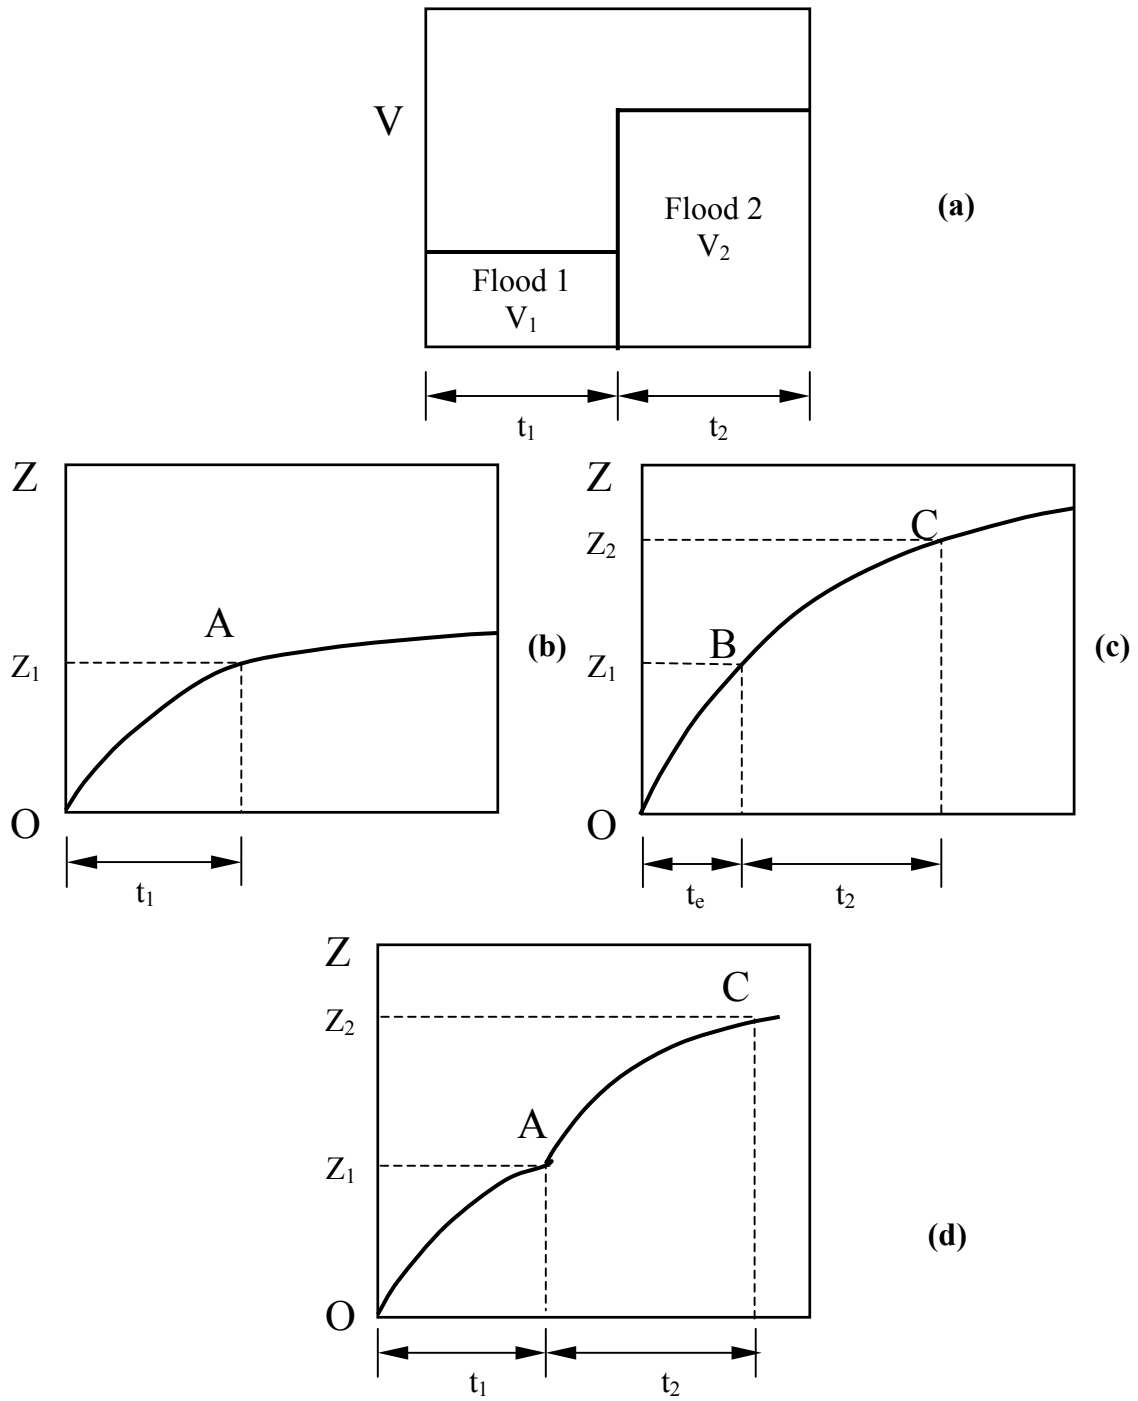 V
Flood 1
V₁
Flood 2
V₂
(a)
t₁
t₂
Z
A
Z₁
O
t₁
(b)
Z
C
Z₂
B
Z₁
O
tₑ
t₂
(c)
Z
C
Z₂
A
Z₁
O
t₁
t₂
(d)